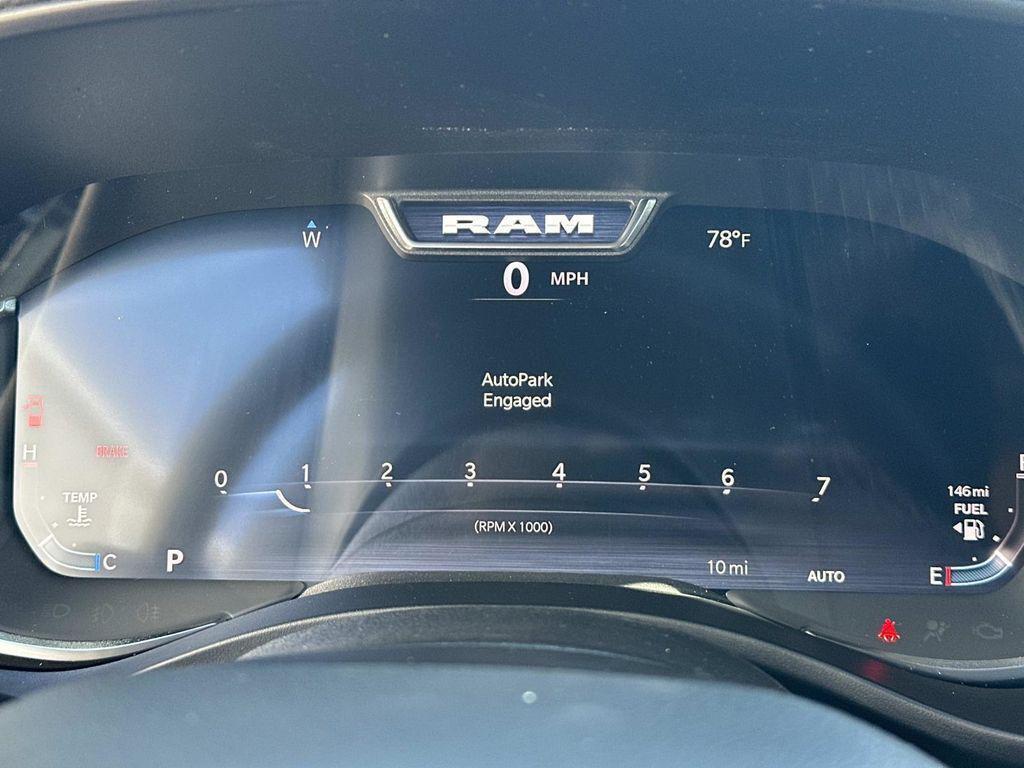 RAM
W
78°F
0 MPH
AutoPark
Engaged
H
BRAKE
0 1 2 3 4 5 6 7
TEMP
146 mi
FUEL
(RPM X 1000)
C
P
10 mi
AUTO
E